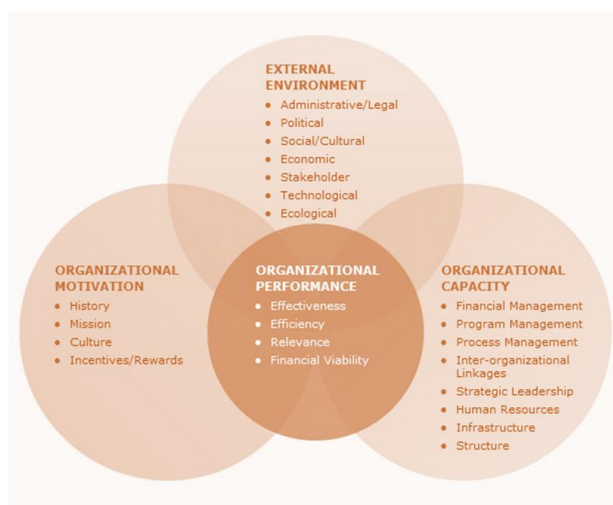 EXTERNAL
ENVIRONMENT
• Administrative/Legal
• Political
• Social/Cultural
• Economic
• Stakeholder
• Technological
• Ecological
ORGANIZATIONAL
MOTIVATION
• History
• Mission
• Culture
• Incentives/Rewards
ORGANIZATIONAL
PERFORMANCE
• Effectiveness
• Efficiency
• Relevance
• Financial Viability
ORGANIZATIONAL
CAPACITY
• Financial Management
• Program Management
• Process Management
• Inter-organizational
Linkages
• Strategic Leadership
• Human Resources
• Infrastructure
• Structure